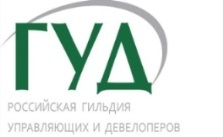 ГУД
РОССИЙСКАЯ ГИЛЬДИЯ
УПРАВЛЯЮЩИХ И ДЕВЕЛОПЕРОВ